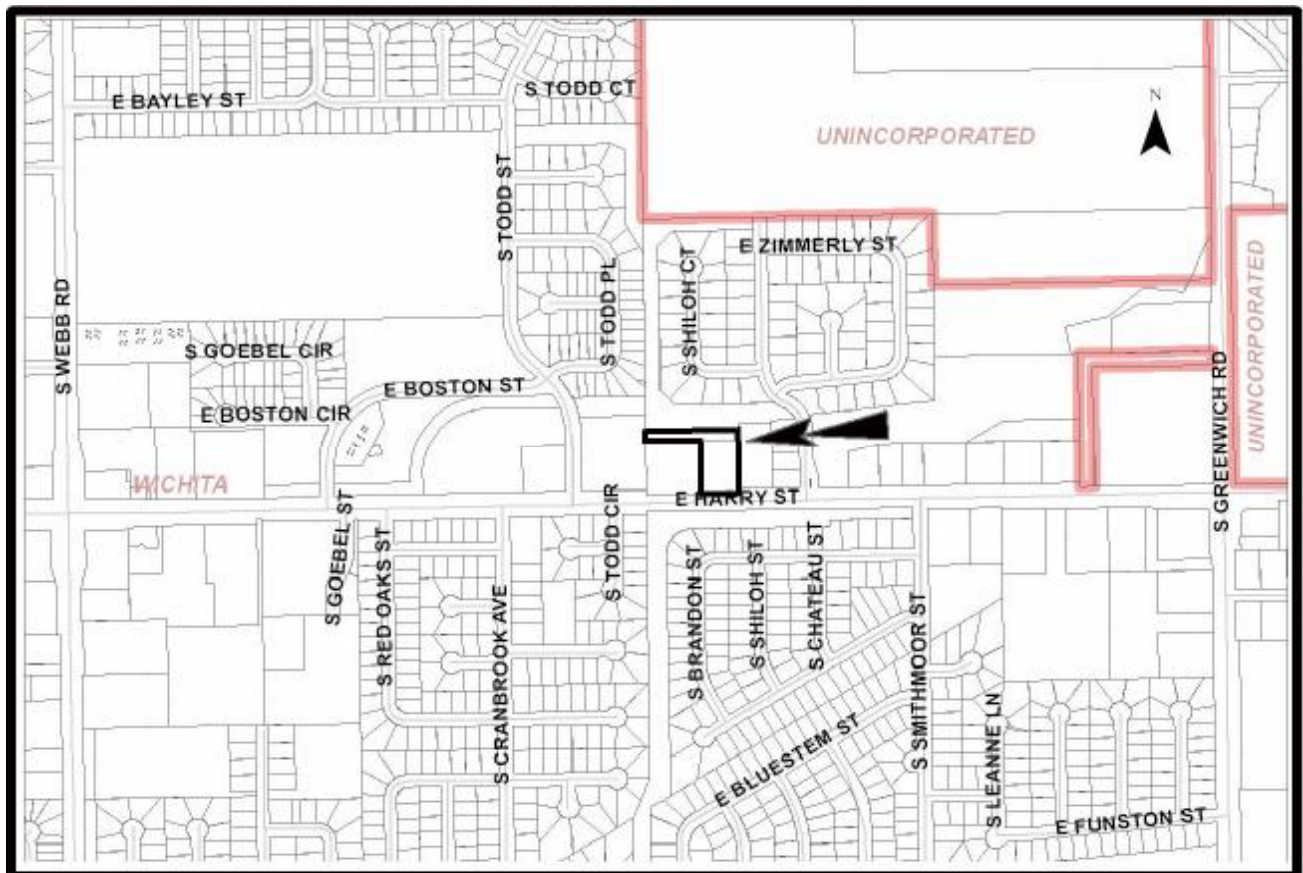 E BAYLEY ST
S TODD CT
UNINCORPORATED
N
S TODD ST
E ZIMMERLY ST
S SHILOH CT
S TODD PL
S WEBB RD
S GOEBEL CIR
E BOSTON ST
E BOSTON CIR
UNINCORPORATED
S GREENWICH RD
WICHITA
E HARRY ST
S GOEBEL ST
S RED OAKS ST
S CRANBROOK AVE
S TODD CIR
S BRANDON ST
S SHILOH ST
S CHATEAU ST
S SMITHMOOR ST
E BLUESTEM ST
S LEANNE LN
E FUNSTON ST